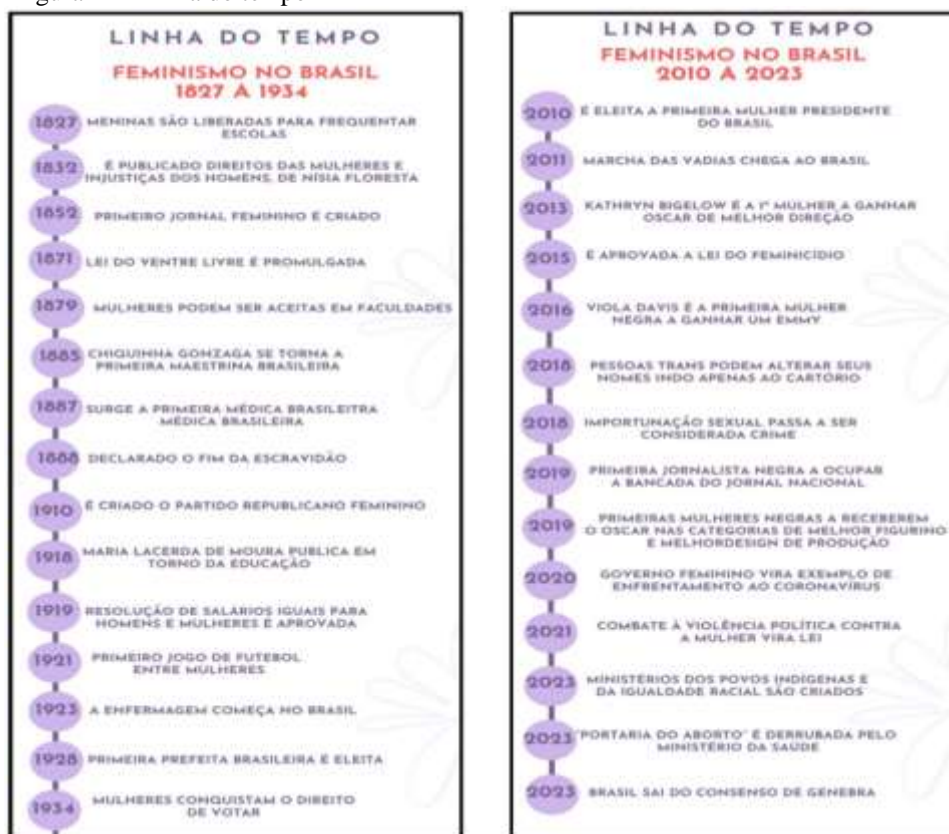 LINHA DO TEMPO
FEMINISMO NO BRASIL
1827 A 1934
1827 MENINAS SÃO LIBERADAS PARA FREQUENTAR
ESCOLAS
1832 É PUBLICADO DIREITOS DAS MULHERES E
INJUSTIÇAS DOS HOMENS, DE NÍSIA FLORESTA
1852 PRIMEIRO JORNAL FEMININO É CRIADO
1871 LEI DO VENTRE LIVRE É PROMULGADA
1879 MULHERES PODEM SER ACEITAS EM FACULDADES
1885 CHIQUINHA GONZAGA SE TORNA A
PRIMEIRA MAESTRINA BRASILEIRA
1887 SURGE A PRIMEIRA MÉDICA BRASILEITRA
MÉDICA BRASILEIRA
1888 DECLARADO O FIM DA ESCRAVIDÃO
1910 É CRIADO O PARTIDO REPUBLICANO FEMININO
1918 MARIA LACERDA DE MOURA PUBLICA EM
TORNO DA EDUCAÇÃO
1919 RESOLUÇÃO DE SALÁRIOS IGUAIS PARA
HOMENS E MULHERES É APROVADA
1921 PRIMEIRO JOGO DE FUTEBOL
ENTRE MULHERES
1923 A ENFERMAGEM COMEÇA NO BRASIL
1928 PRIMEIRA PREFEITA BRASILEIRA É ELEITA
1934 MULHERES CONQUISTAM O DIREITO
DE VOTAR
LINHA DO TEMPO
FEMINISMO NO BRASIL
2010 A 2023
2010 É ELEITA A PRIMEIRA MULHER PRESIDENTE
DO BRASIL
2011 MARCHA DAS VADIAS CHEGA AO BRASIL
2013 KATHRYN BIGELOW É A 1ª MULHER A GANHAR
OSCAR DE MELHOR DIREÇÃO
2015 É APROVADA A LEI DO FEMINICÍDIO
2016 VIOLA DAVIS É A PRIMEIRA MULHER
NEGRA A GANHAR UM EMMY
2018 PESSOAS TRANS PODEM ALTERAR SEUS
NOMES INDO APENAS AO CARTÓRIO
2018 IMPORTUNAÇÃO SEXUAL PASSA A SER
CONSIDERADA CRIME
2019 PRIMEIRA JORNALISTA NEGRA A OCUPAR
A BANCADA DO JORNAL NACIONAL
2019 PRIMEIRAS MULHERES NEGRAS A RECEBEREM
O OSCAR NAS CATEGORIAS DE MELHOR FIGURINO
E MELHORDESIGN DE PRODUÇÃO
2020 GOVERNO FEMININO VIRA EXEMPLO DE
ENFRENTAMENTO AO CORONAVÍRUS
2021 COMBATE À VIOLÊNCIA POLÍTICA CONTRA
A MULHER VIRA LEI
2023 MINISTÉRIOS DOS POVOS INDÍGENAS E
DA IGUALDADE RACIAL SÃO CRIADOS
2023 "PORTARIA DO ABORTO" É DERRUBADA PELO
MINISTÉRIO DA SAÚDE
2023 BRASIL SAI DO CONSENSO DE GENEBRA